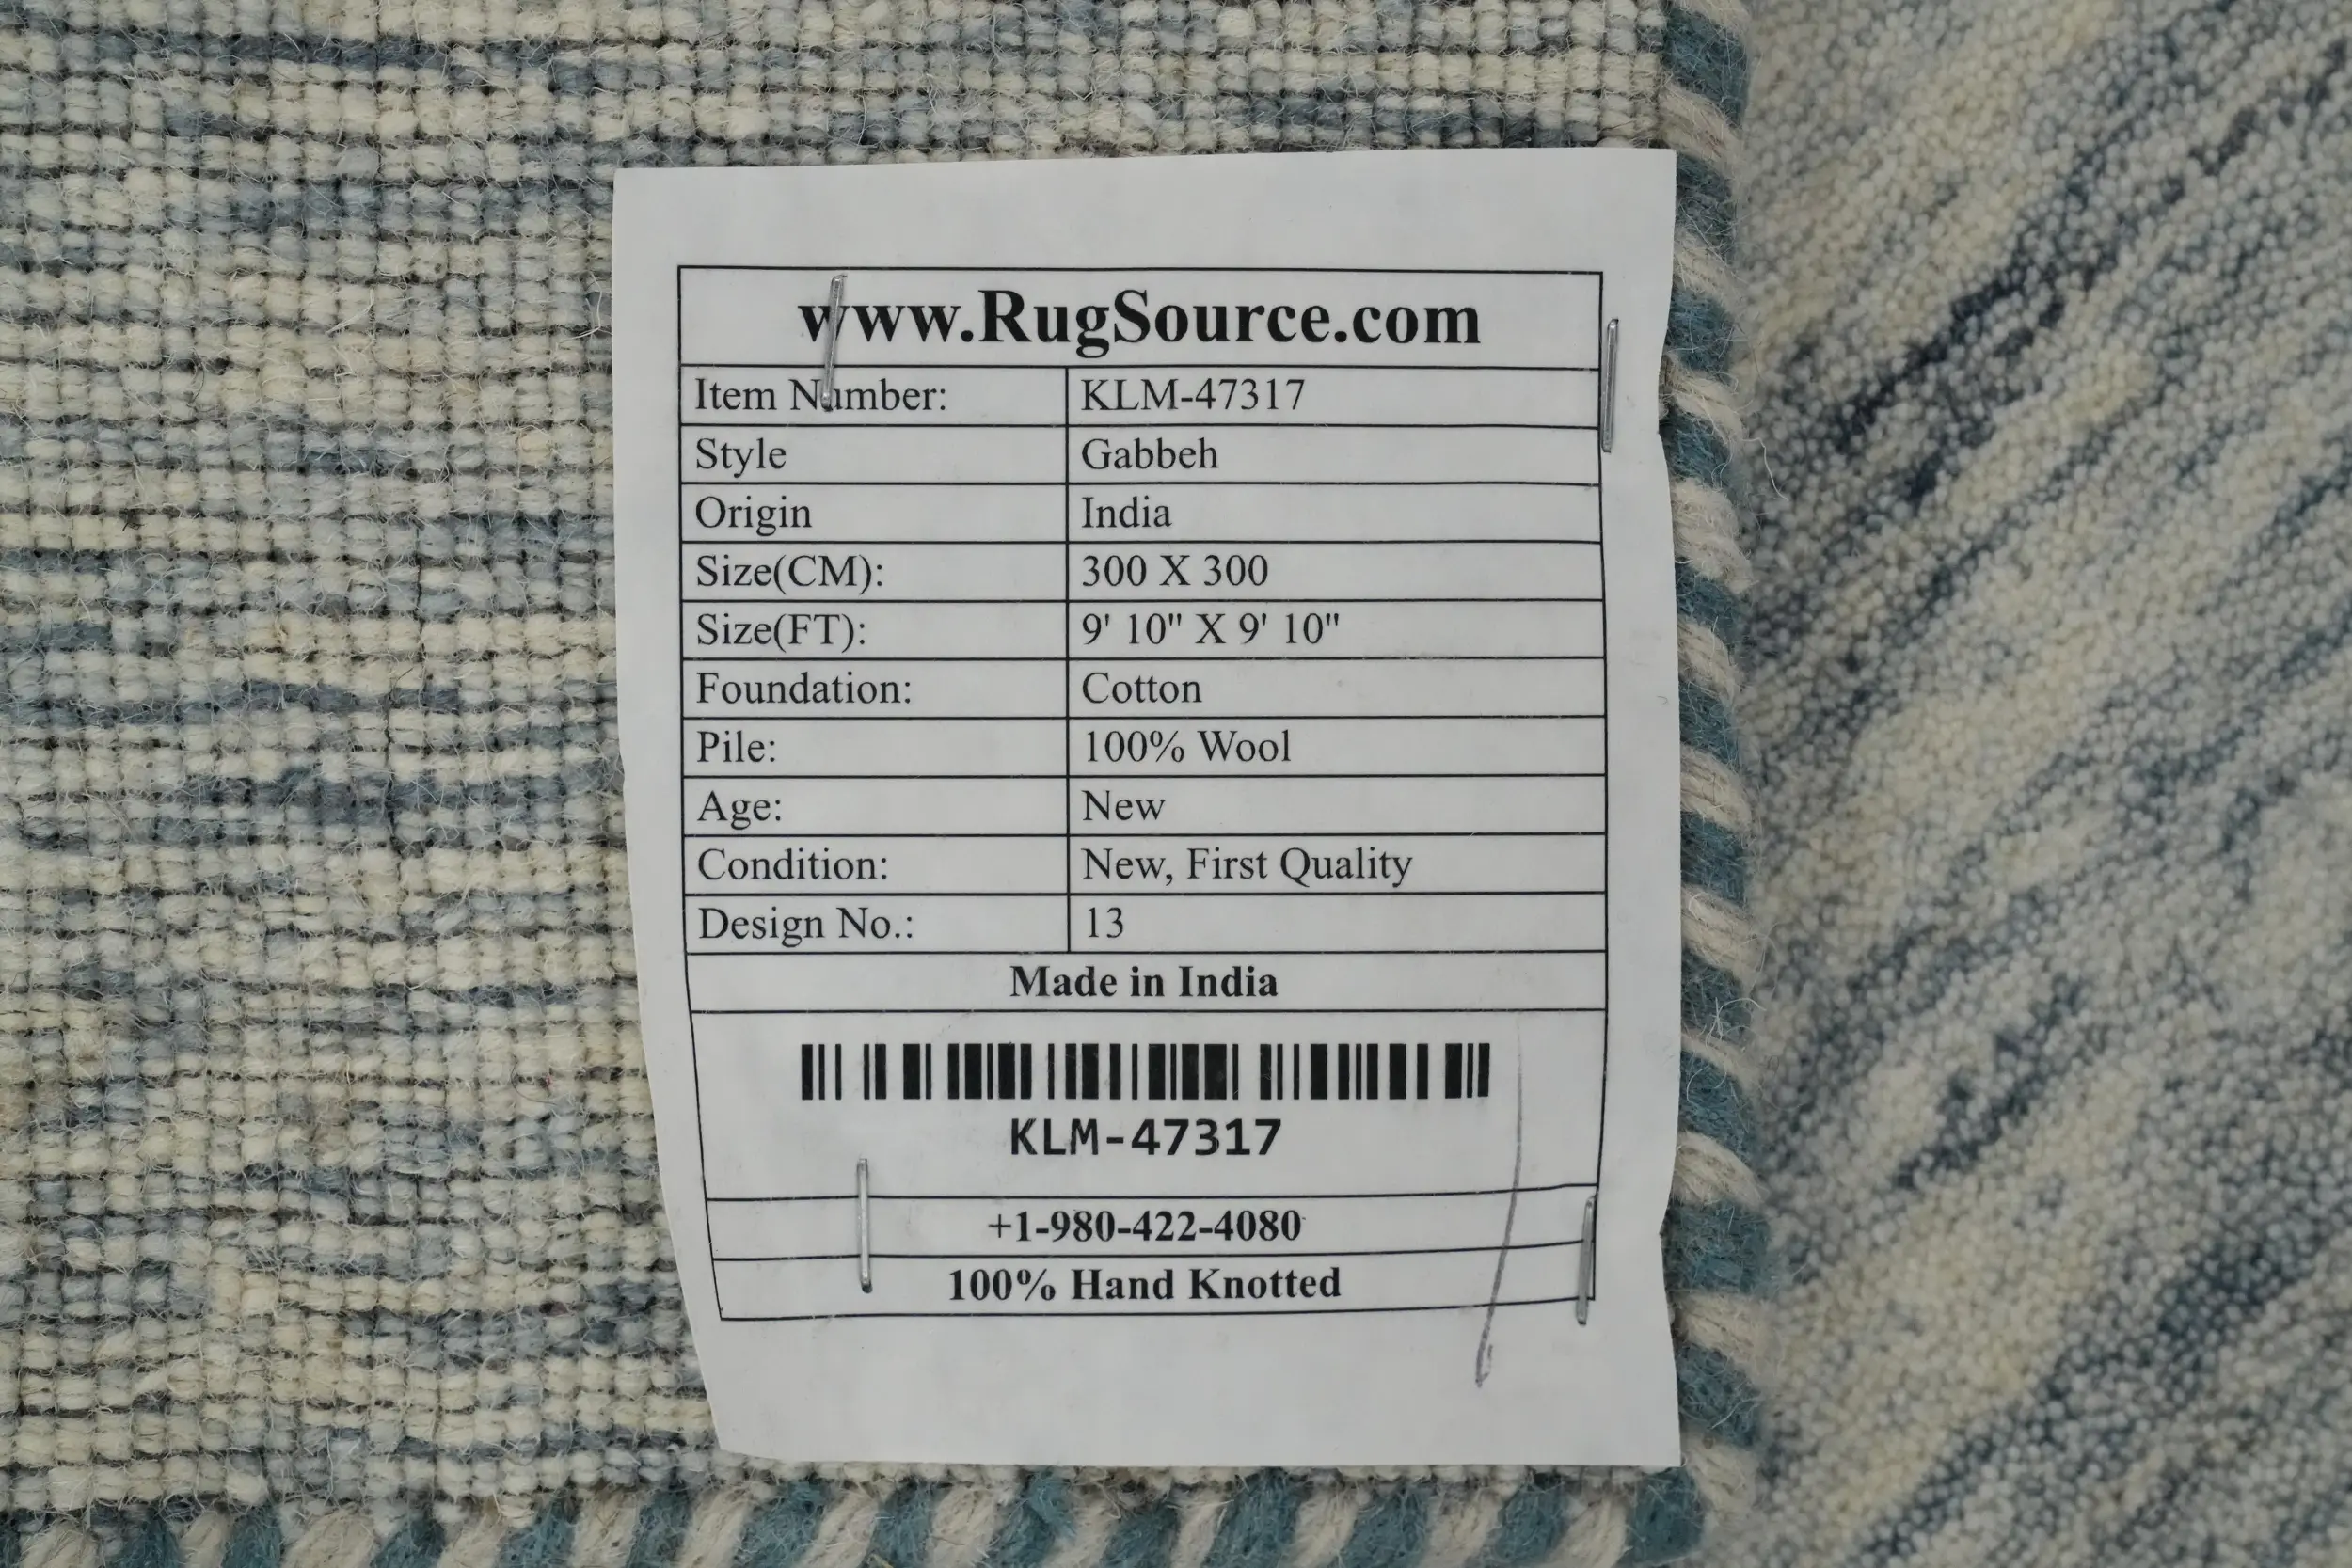 www.RugSource.com
Item Number: KLM-47317
Style Gabbeh
Origin India
Size(CM): 300 X 300
Size(FT): 9' 10" X 9' 10"
Foundation: Cotton
Pile: 100% Wool
Age: New
Condition: New, First Quality
Design No.: 13
Made in India
KLM-47317
+1-980-422-4080
100% Hand Knotted